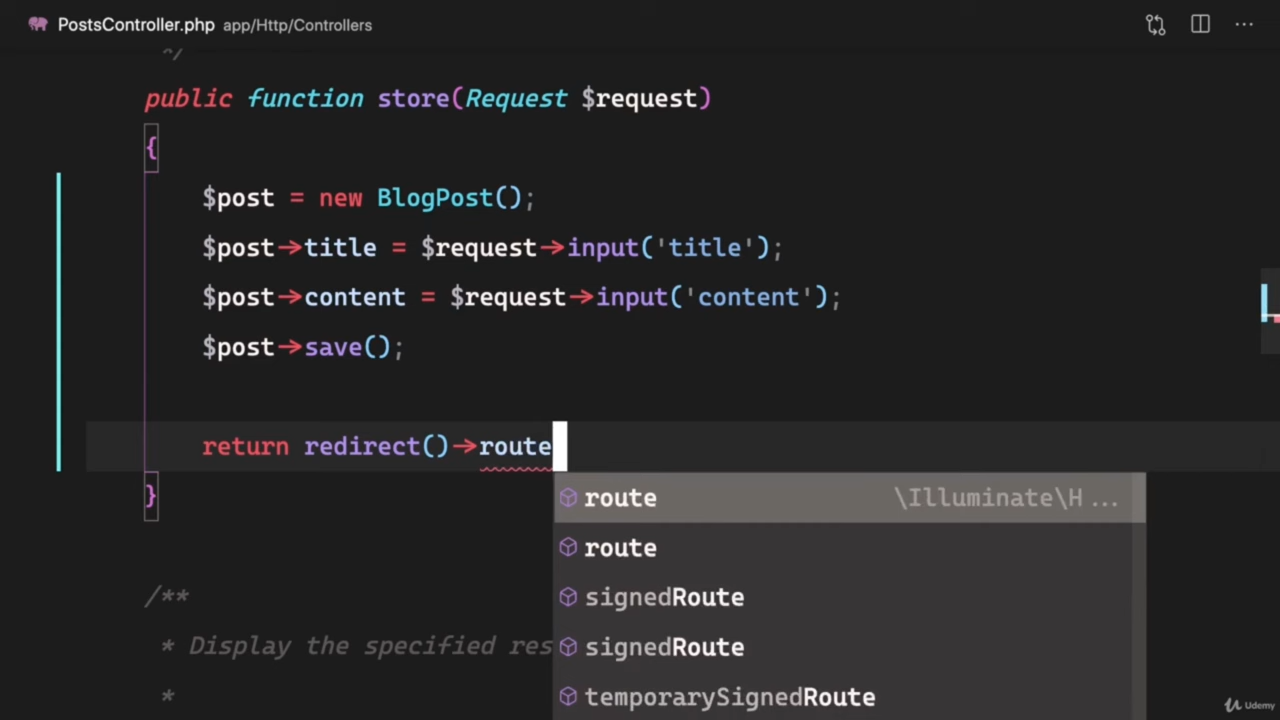 PostsController.php app/Http/Controllers
*/
public function store(Request $request)
{
$post = new BlogPost();
$post->title = $request->input('title');
$post->content = $request->input('content');
$post->save();
return redirect()->route
}
route \Illuminate\H...
route
signedRoute
signedRoute
temporarySignedRoute
/**
* Display the specified res
*
Udemy